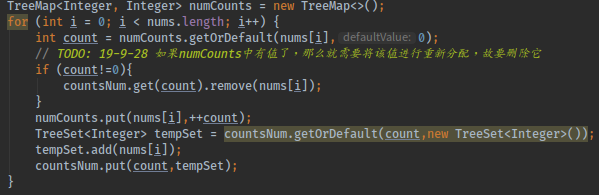 TreeMap<Integer, Integer> numCounts = new TreeMap<>();
for (int i = 0; i < nums.length; i++) {
int count = numCounts.getOrDefault(nums[i], defaultValue: 0);
// TODO: 19-9-28 如果numCounts中有值了，那么就需要将该值进行重新分配，故要删除它
if (count!=0){
countsNum.get(count).remove(nums[i]);
}
numCounts.put(nums[i],++count);
TreeSet<Integer> tempSet = countsNum.getOrDefault(count,new TreeSet<Integer>());
tempSet.add(nums[i]);
countsNum.put(count,tempSet);
}